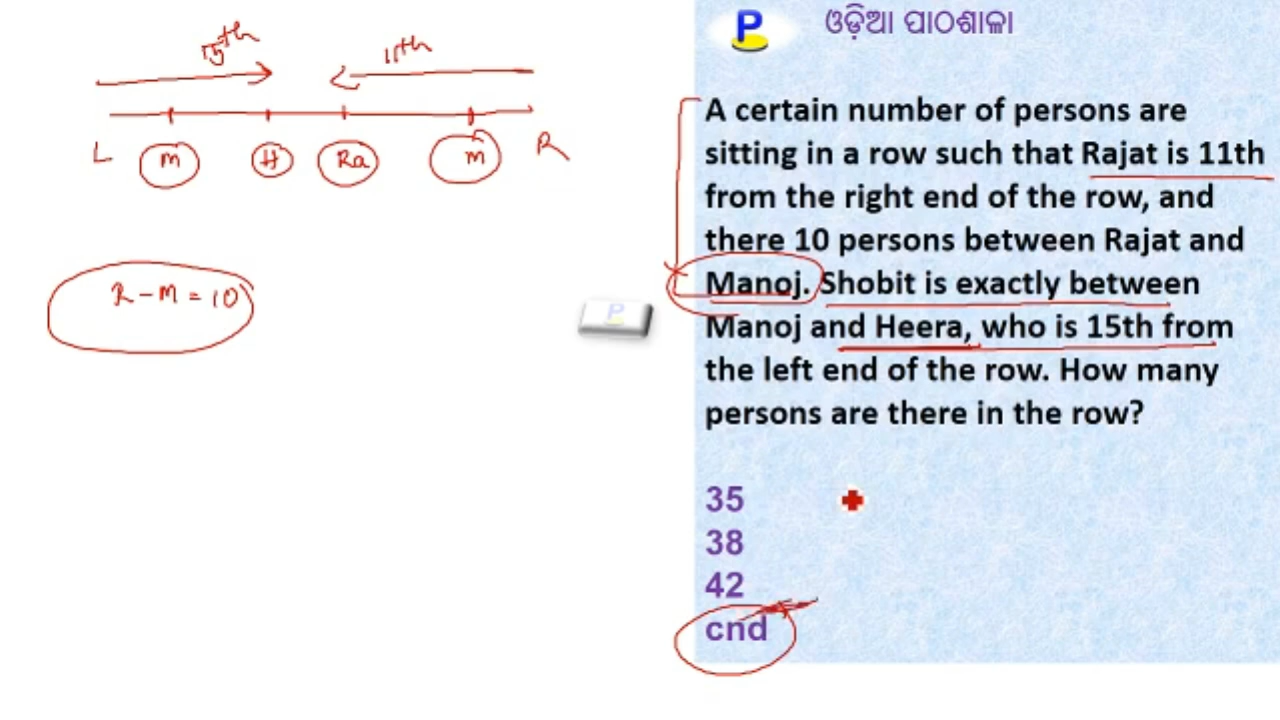 15th
11th
L
M
H
Ra
M
R
R-M=10
P
ଓଡ଼ିଆ ପାଠଶାଳା
A certain number of persons are
sitting in a row such that Rajat is 11th
from the right end of the row, and
there 10 persons between Rajat and
Manoj. Shobit is exactly between
Manoj and Heera, who is 15th from
the left end of the row. How many
persons are there in the row?
35
38
42
cnd
P